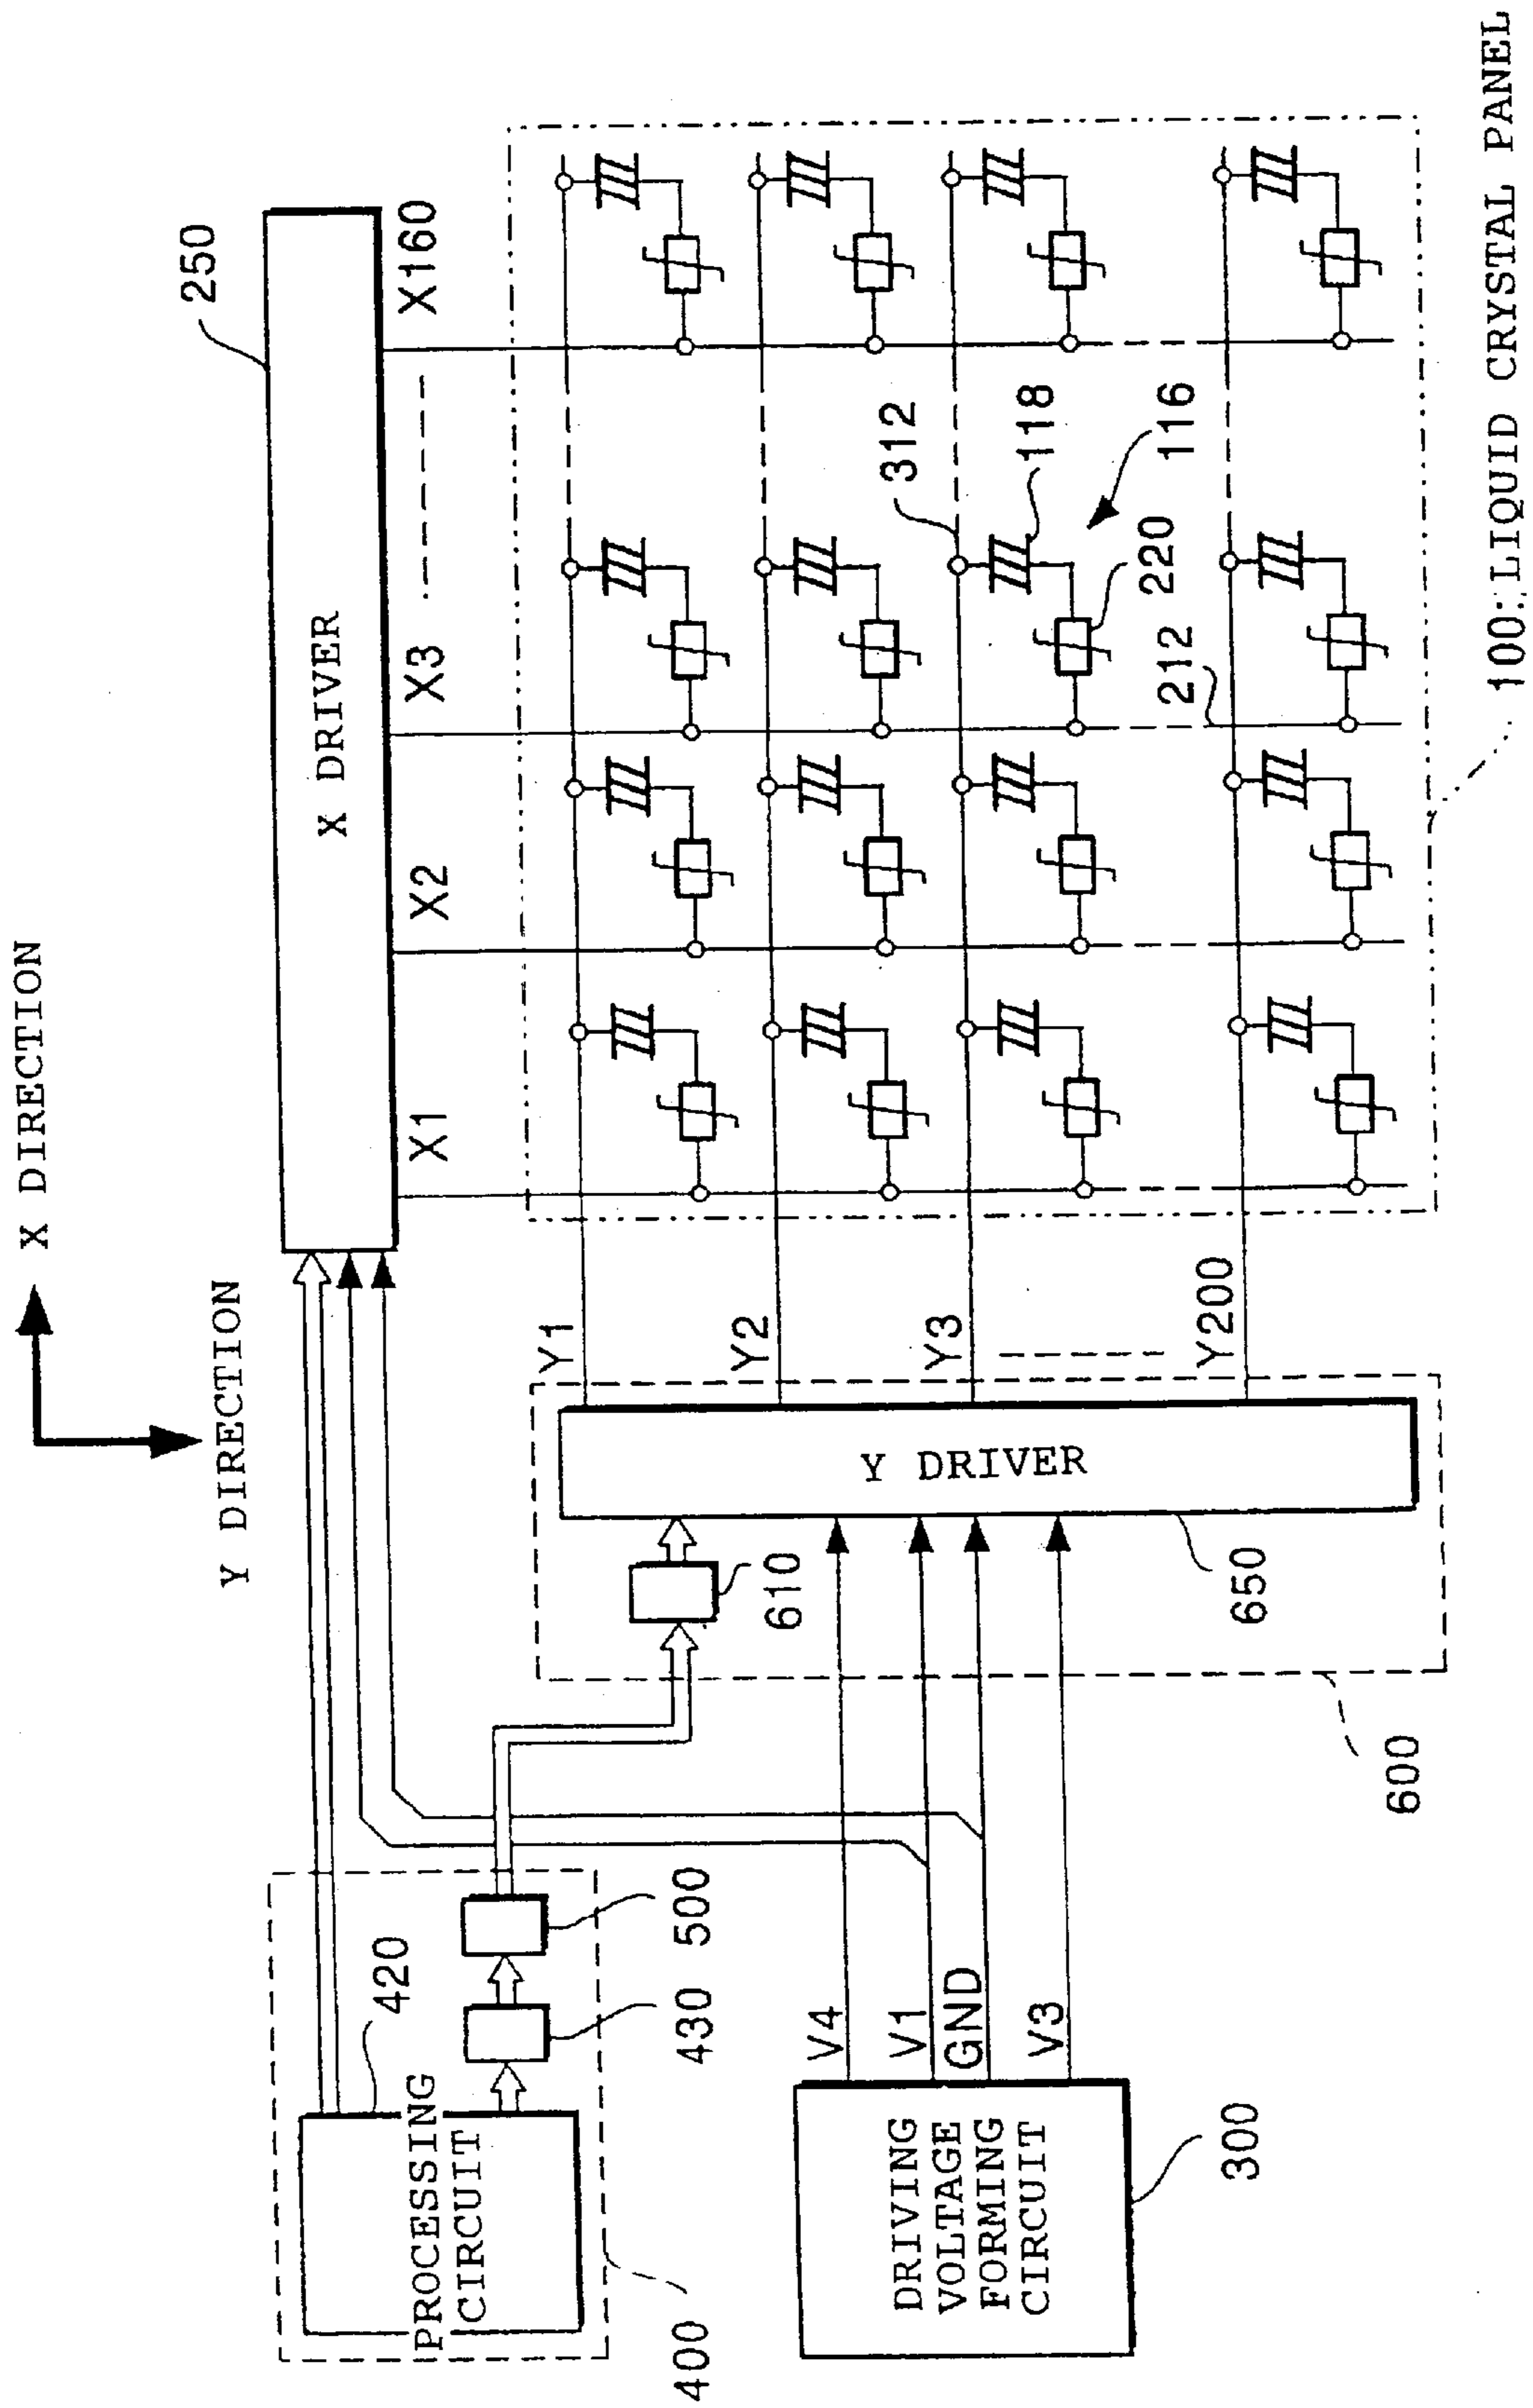 X DIRECTION
Y DIRECTION
250
X DRIVER
X1
X2
X3
X160
420
PROCESSING
CIRCUIT
430
500
400
610
Y1
Y2
Y3
Y200
Y DRIVER
650
600
312
118
116
220
212
V4
V1
GND
V3
DRIVING
VOLTAGE
FORMING
CIRCUIT
300
100:LIQUID CRYSTAL PANEL